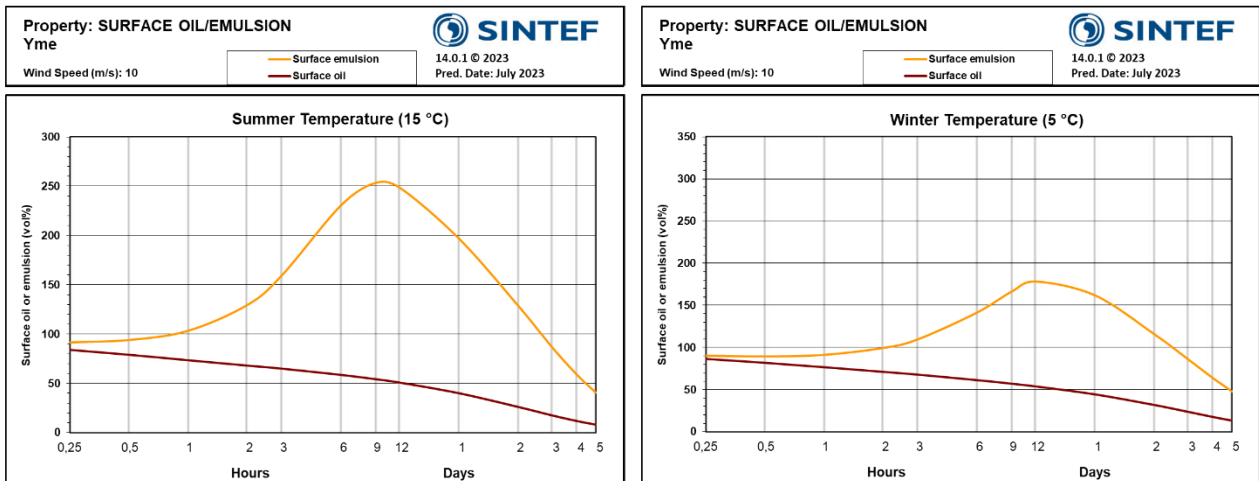 Property: SURFACE OIL/EMULSION
Yme
SINTEF
Surface emulsion
Surface oil
14.0.1 © 2023
Wind Speed (m/s): 10
Pred. Date: July 2023
Summer Temperature (15 °C)
Surface oil or emulsion (vol%)
300
250
200
150
100
50
0
0,25 0,5 1 2 3 6 9 12 1 2 3 4 5
Hours Days
Property: SURFACE OIL/EMULSION
Yme
SINTEF
Surface emulsion
Surface oil
14.0.1 © 2023
Wind Speed (m/s): 10
Pred. Date: July 2023
Winter Temperature (5 °C)
Surface oil or emulsion (vol%)
350
300
250
200
150
100
50
0
0,25 0,5 1 2 3 6 9 12 1 2 3 4 5
Hours Days